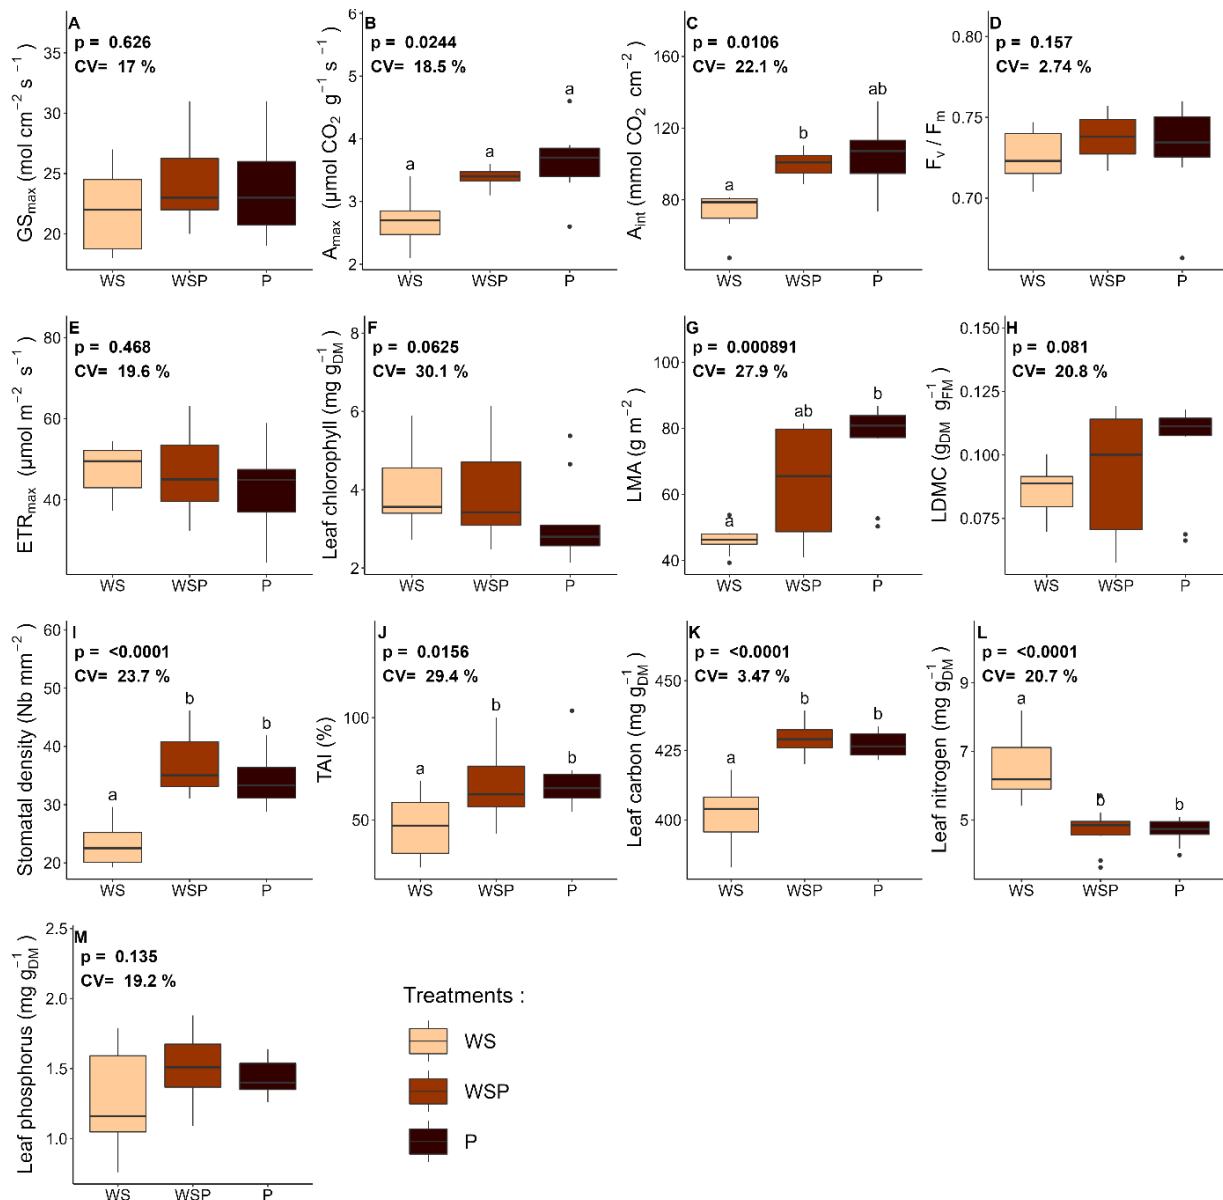 A
p = 0.626
CV= 17 %
GSmax (mol cm−2 s−1)
35
30
25
20
WS WSP P
B
p = 0.0244
CV= 18.5 %
Amax (µmol CO2 g−1 s−1)
6
5
4
3
2
a a a
WS WSP P
C
p = 0.0106
CV= 22.1 %
Aint (mmol CO2 cm−2)
160
120
80
40
a b ab
WS WSP P
D
p = 0.157
CV= 2.74 %
Fv / Fm
0.80
0.75
0.70
WS WSP P
E
p = 0.468
CV= 19.6 %
ETRmax (µmol m−2 s−1)
80
60
40
WS WSP P
F
p = 0.0625
CV= 30.1 %
Leaf chlorophyll (mg gDM−1)
8
6
4
2
WS WSP P
G
p = 0.000891
CV= 27.9 %
LMA (g m−2)
100
80
60
40
a ab b
WS WSP P
H
p = 0.081
CV= 20.8 %
LDMC (gDM gFM−1)
0.150
0.125
0.100
0.075
WS WSP P
I
p = <0.0001
CV= 23.7 %
Stomatal density (Nb mm−2)
60
50
40
30
20
a b b
WS WSP P
J
p = 0.0156
CV= 29.4 %
TAI (%)
100
50
a b b
WS WSP P
K
p = <0.0001
CV= 3.47 %
Leaf carbon (mg gDM−1)
450
425
400
a b b
WS WSP P
L
p = <0.0001
CV= 20.7 %
Leaf nitrogen (mg gDM−1)
9
7
5
a b b
WS WSP P
M
p = 0.135
CV= 19.2 %
Leaf phosphorus (mg gDM−1)
2.5
2.0
1.5
1.0
WS WSP P
Treatments :
WS
WSP
P